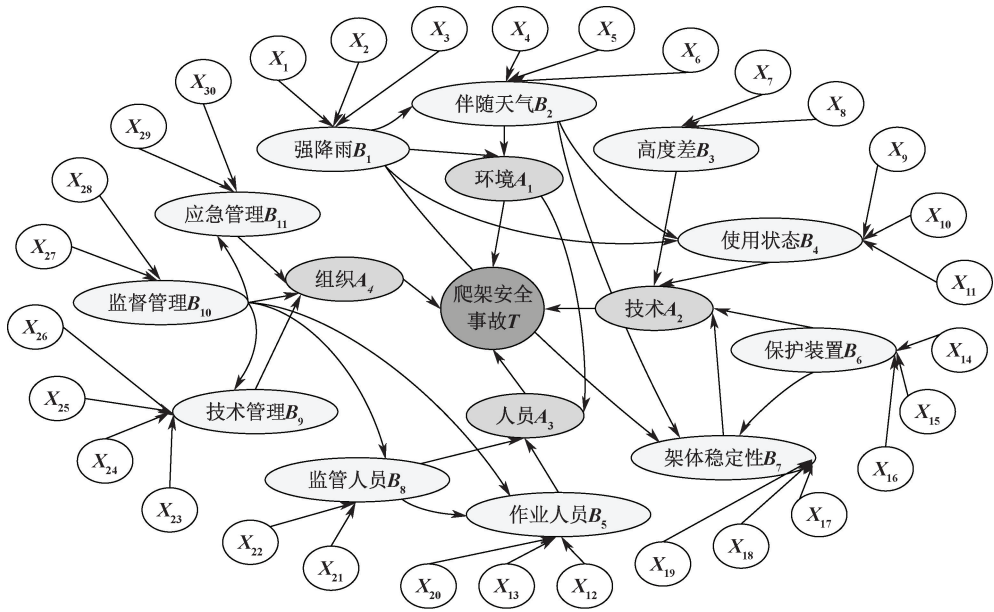 X₃
X₂
X₄
X₅
X₁
X₆
X₃₀
X₇
伴随天气B₂
X₈
X₂₉
强降雨B₁
高度差B₃
X₉
X₂₈
环境A₁
应急管理B₁₁
X₁₀
X₂₇
使用状态B₄
组织A₄
X₁₁
监督管理B₁₀
爬架安全
事故T
技术A₂
X₂₆
保护装置B₆
X₁₄
X₂₅
技术管理B₉
人员A₃
X₁₅
X₂₄
架体稳定性B₇
X₁₆
监管人员B₈
X₂₃
作业人员B₅
X₁₇
X₂₂
X₁₈
X₂₁
X₁₉
X₂₀
X₁₃
X₁₂